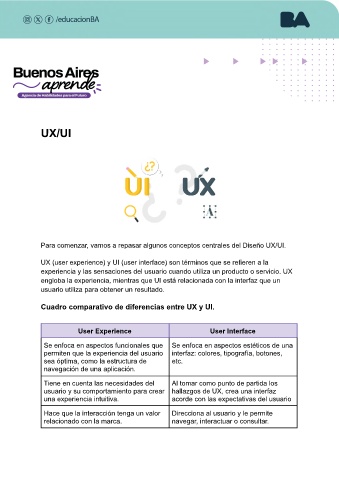 /educacionBA
BA
Buenos Aires
aprende
Agencia de Habilidades para el Futuro
UX/UI
¿?
UI
UX
¿?
A
Para comenzar, vamos a repasar algunos conceptos centrales del Diseño UX/UI.
UX (user experience) y UI (user interface) son términos que se refieren a la
experiencia y las sensaciones del usuario cuando utiliza un producto o servicio. UX
engloba la experiencia, mientras que UI está relacionada con la interfaz que un
usuario utiliza para obtener un resultado.
Cuadro comparativo de diferencias entre UX y UI.
User Experience
User Interface
Se enfoca en aspectos funcionales que
permiten que la experiencia del usuario
sea óptima, como la estructura de
navegación de una aplicación.
Se enfoca en aspectos estéticos de una
interfaz: colores, tipografía, botones,
etc.
Tiene en cuenta las necesidades del
usuario y su comportamiento para crear
una experiencia intuitiva.
Al tomar como punto de partida los
hallazgos de UX, crea una interfaz
acorde con las expectativas del usuario
Hace que la interacción tenga un valor
relacionado con la marca.
Direcciona al usuario y le permite
navegar, interactuar o consultar.